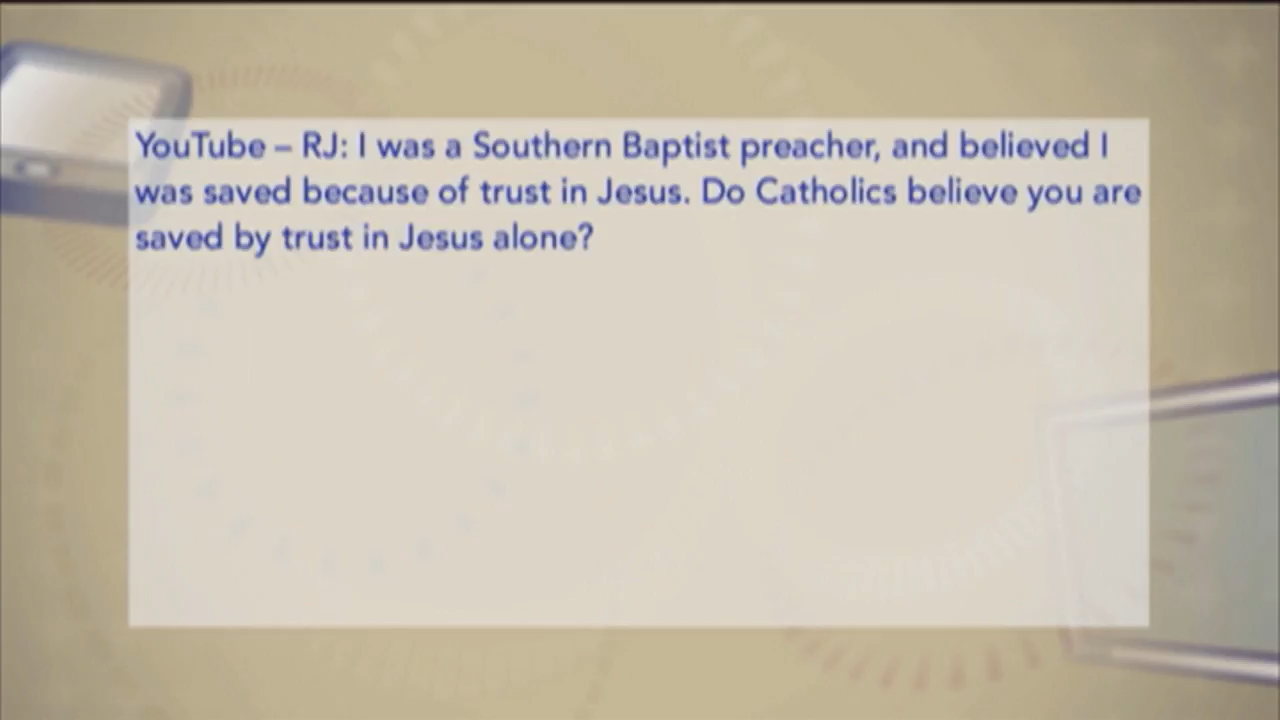 YouTube – RJ: I was a Southern Baptist preacher, and believed I
was saved because of trust in Jesus. Do Catholics believe you are
saved by trust in Jesus alone?